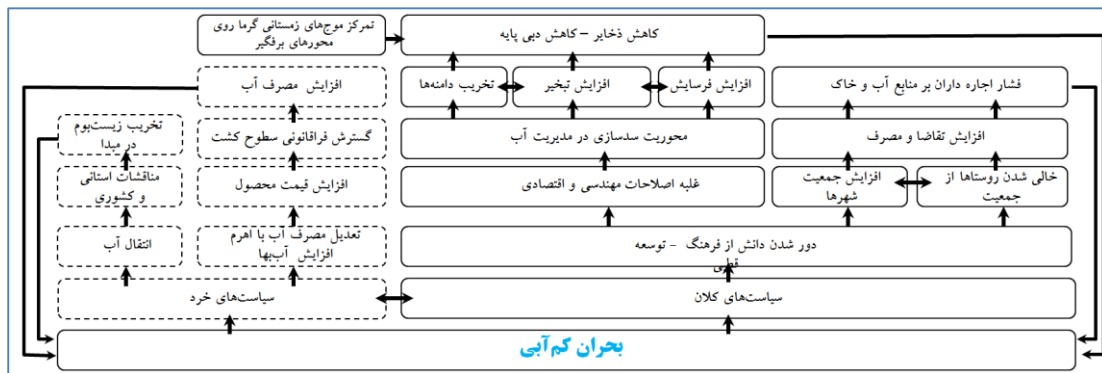 تمرکز موج‌های زمستانی گرما روی
محورهای برفگیر
کاهش ذخایر – کاهش دبی پایه
افزایش مصرف آب
تخریب دامنه‌ها
افزایش تبخیر
افزایش فرسایش
فشار اجاره داران بر منابع آب و خاک
تخریب زیست‌بوم
در مبدا
گسترش فراقانونی سطوح کشت
محوریت سدسازی در مدیریت آب
افزایش تقاضا و مصرف
مناقشات استانی
و کشوری
افزایش قیمت محصول
غلبه اصلاحات مهندسی و اقتصادی
افزایش جمعیت
شهرها
خالی شدن روستاها از
جمعیت
انتقال آب
تعدیل مصرف آب با اهرم
افزایش آب‌بها
دور شدن دانش از فرهنگ - توسعه
سیاست‌های خرد
سیاست‌های کلان
بحران کم‌آبی